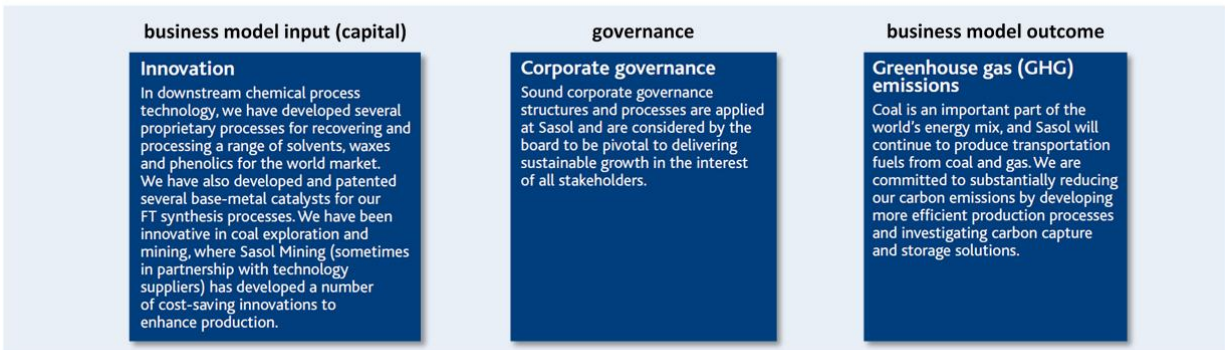 business model input (capital)
Innovation
In downstream chemical process
technology, we have developed several
proprietary processes for recovering and
processing a range of solvents, waxes
and phenolics for the world market.
We have also developed and patented
several base-metal catalysts for our
FT synthesis processes. We have been
innovative in coal exploration and
mining, where Sasol Mining (sometimes
in partnership with technology
suppliers) has developed a number
of cost-saving innovations to
enhance production.
governance
Corporate governance
Sound corporate governance
structures and processes are applied
at Sasol and are considered by the
board to be pivotal to delivering
sustainable growth in the interest
of all stakeholders.
business model outcome
Greenhouse gas (GHG)
emissions
Coal is an important part of the
world's energy mix, and Sasol will
continue to produce transportation
fuels from coal and gas. We are
committed to substantially reducing
our carbon emissions by developing
more efficient production processes
and investigating carbon capture
and storage solutions.